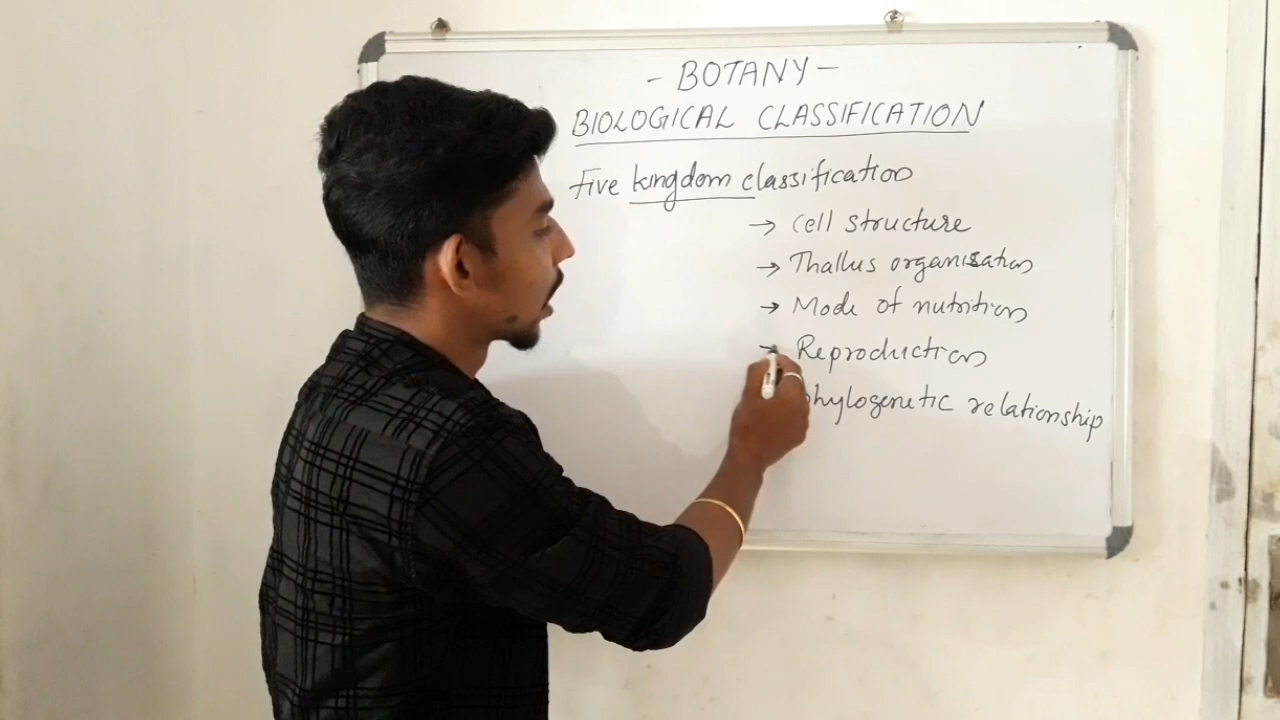 - BOTANY -
BIOLOGICAL CLASSIFICATION
Five kingdom classification
→ Cell structure
→ Thallus organisation
→ Mode of nutrition
→ Reproduction
phylogenetic relationship